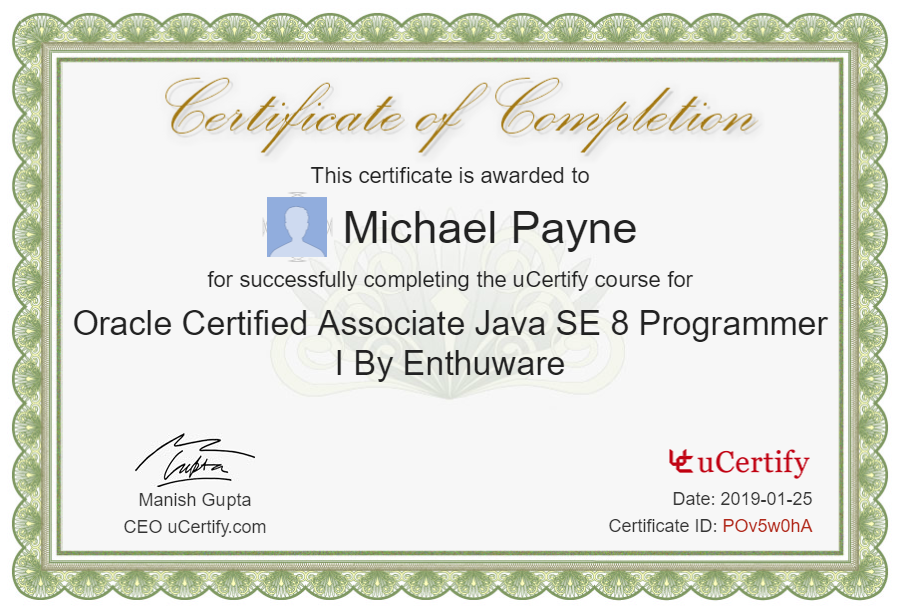 Certificate of Completion
This certificate is awarded to
Michael Payne
for successfully completing the uCertify course for
Oracle Certified Associate Java SE 8 Programmer
I By Enthuware
Gupta
Manish Gupta
CEO uCertify.com
uCertify
Date: 2019-01-25
Certificate ID: POv5w0hA